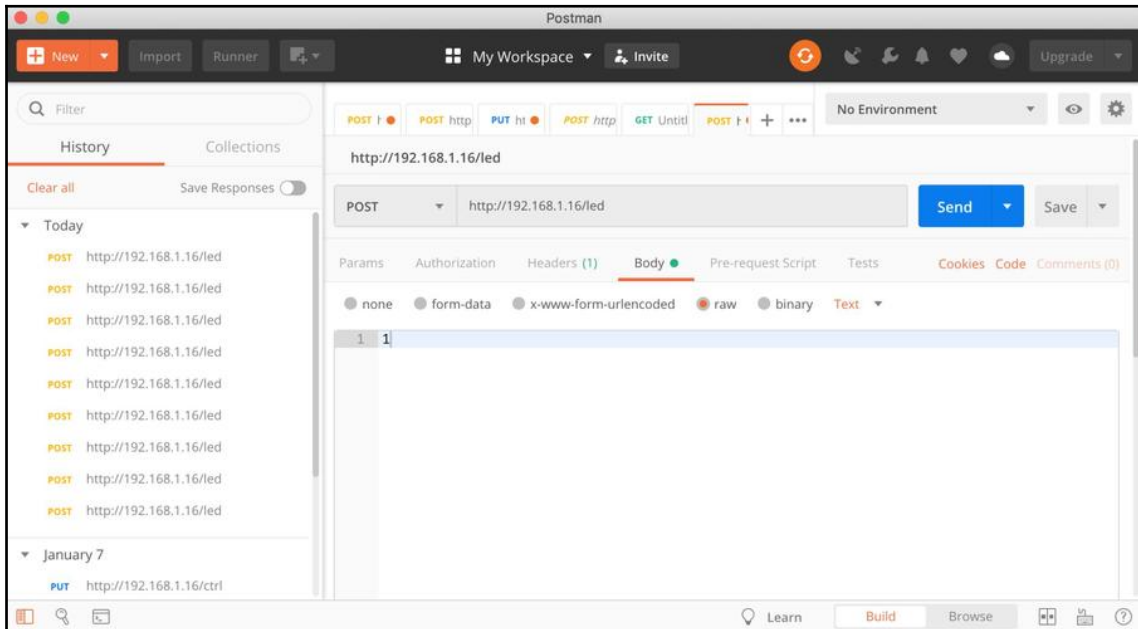 Postman
New Import Runner My Workspace Invite Upgrade
Filter
History Collections
Clear all Save Responses
Today
POST http://192.168.1.16/led
POST http://192.168.1.16/led
POST http://192.168.1.16/led
POST http://192.168.1.16/led
POST http://192.168.1.16/led
POST http://192.168.1.16/led
POST http://192.168.1.16/led
POST http://192.168.1.16/led
POST http://192.168.1.16/led
January 7
PUT http://192.168.1.16/ctrl
POST h POST http PUT ht POST http GET Untitl POST h + ••• No Environment
http://192.168.1.16/led
POST http://192.168.1.16/led Send Save
Params Authorization Headers (1) Body Pre-request Script Tests Cookies Code Comments (0)
none form-data x-www-form-urlencoded raw binary Text
1 1
Learn Build Browse